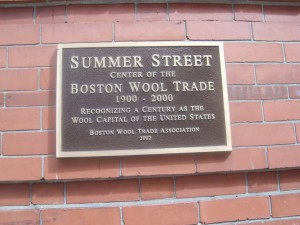 SUMMER STREET
CENTER OF THE
BOSTON WOOL TRADE
1900 - 2000
RECOGNIZING A CENTURY AS THE
WOOL CAPITAL OF THE UNITED STATES
BOSTON WOOL TRADE ASSOCIATION
2002